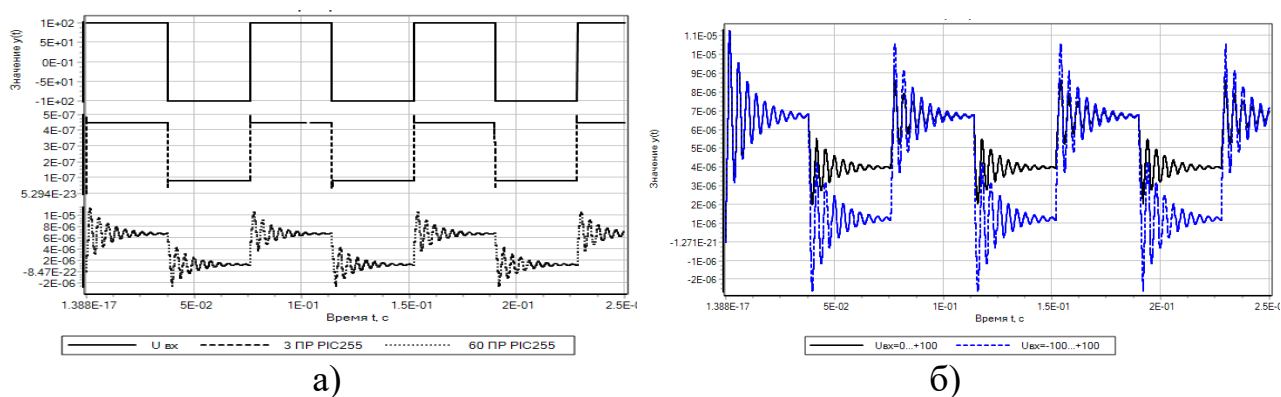 Значение y(t)
1E+02
5E+01
0E+01
-5E+01
-1E+02
5E-07
4E-07
3E-07
2E-07
1E-07
5.294E-23
1E-05
8E-06
6E-06
4E-06
2E-06
-8.47E-22
-2E-06
1.388E-17 5E-02 1E-01 1.5E-01 2E-01 2.5E-0
Время t, с
U вх 3 ПР PIC255 60 ПР PIC255
а)
Значение y(t)
1.1E-05
1E-05
9E-06
8E-06
7E-06
6E-06
5E-06
4E-06
3E-06
2E-06
1E-06
-1.271E-21
-1E-06
-2E-06
1.388E-17 5E-02 1E-01 1.5E-01 2E-01 2.5E-0
Время t, с
Uвх=0...+100 Uвх=-100...+100
б)